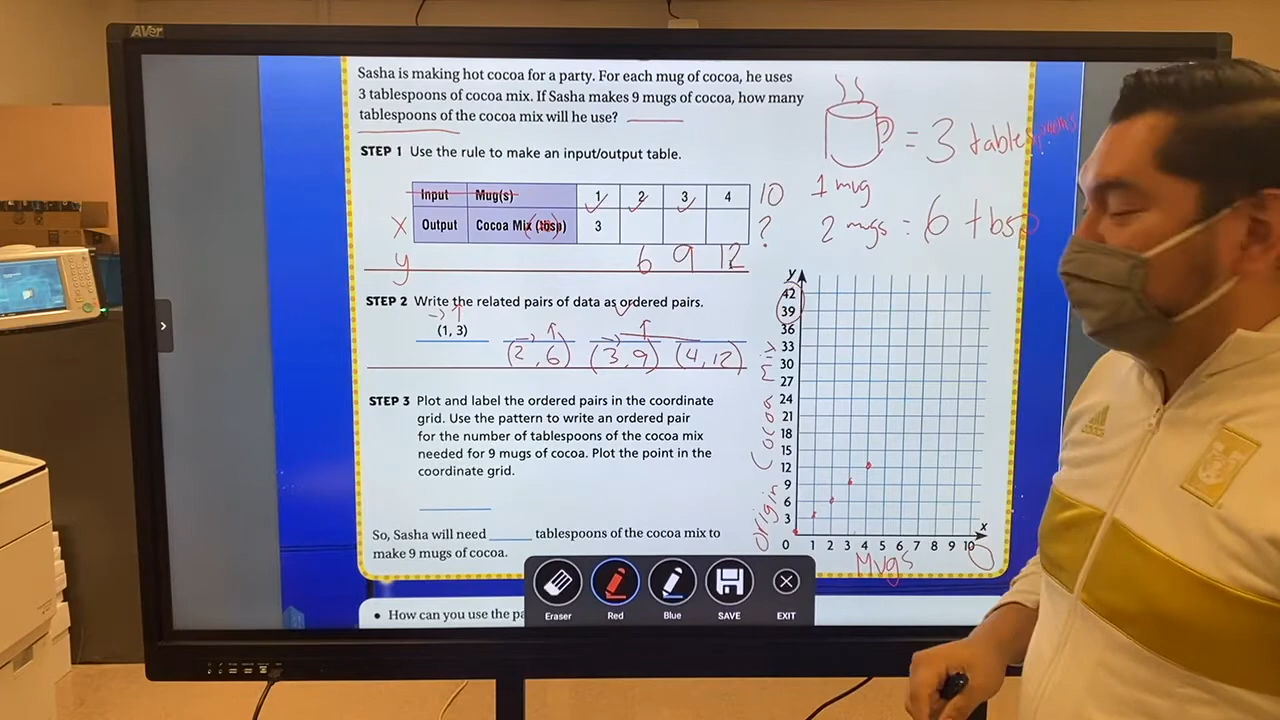 AVer
Sasha is making hot cocoa for a party. For each mug of cocoa, he uses
3 tablespoons of cocoa mix. If Sasha makes 9 mugs of cocoa, how many
tablespoons of the cocoa mix will he use?
= 3 tablespoons
STEP 1 Use the rule to make an input/output table.
1 mug
2 mugs = 6 tbsp
Input Mug(s) 1 2 3 4 10
x Output Cocoa Mix (tbsp) 3 ?
y 6 9 12
STEP 2 Write the related pairs of data as ordered pairs.
(1, 3) (2, 6) (3, 9) (4, 12)
STEP 3 Plot and label the ordered pairs in the coordinate
grid. Use the pattern to write an ordered pair
for the number of tablespoons of the cocoa mix
needed for 9 mugs of cocoa. Plot the point in the
coordinate grid.
So, Sasha will need ______ tablespoons of the cocoa mix to
make 9 mugs of cocoa.
y
42
39
36
33
30
27
24
21
18
15
12
9
6
3
0 1 2 3 4 5 6 7 8 9 10
x
Cocoa Mix
origin
Mugs
Eraser Red Blue SAVE EXIT
• How can you use the pa
adidas